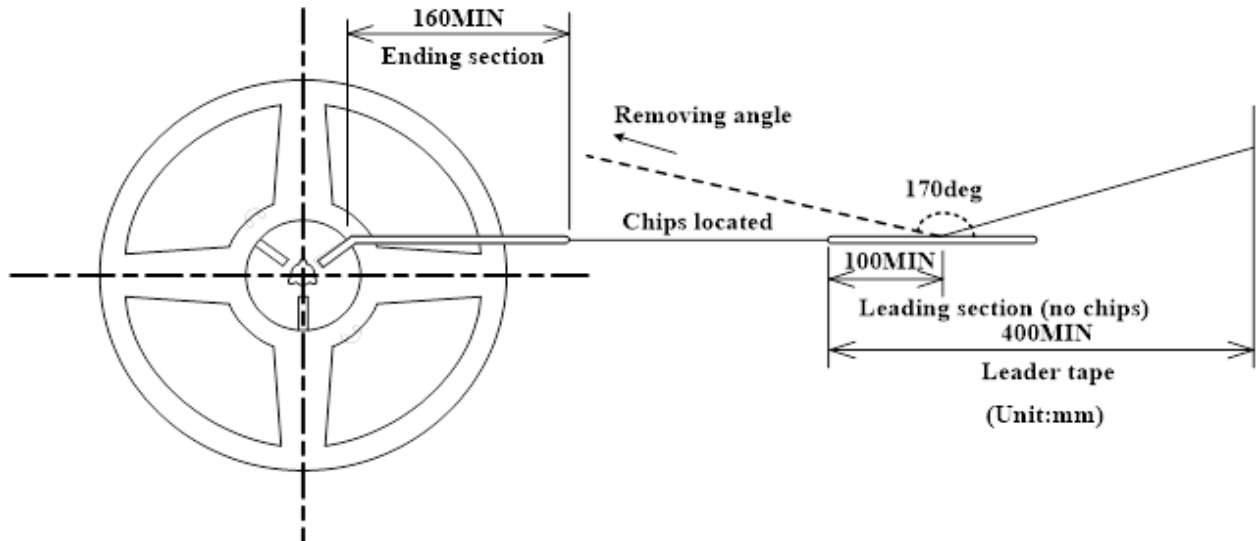 160MIN
Ending section
Removing angle
170deg
Chips located
100MIN
Leading section (no chips)
400MIN
Leader tape
(Unit:mm)